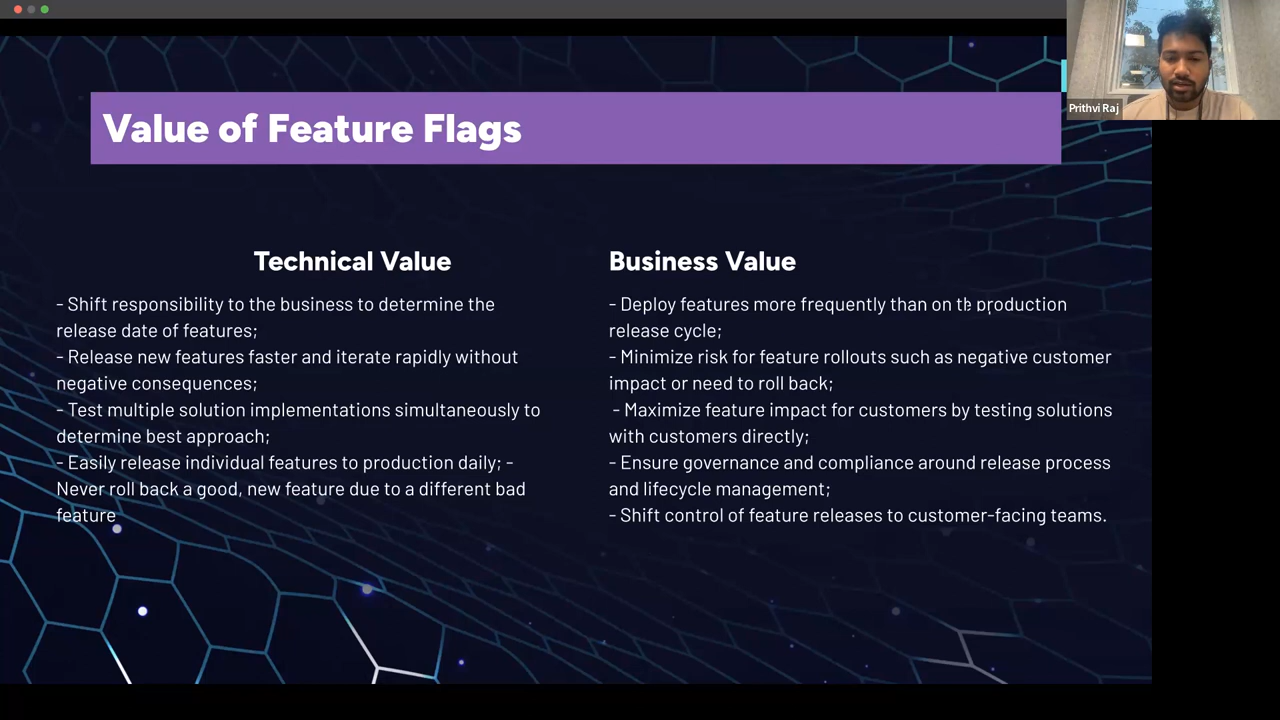 Prithvi Raj
Value of Feature Flags
Technical Value
- Shift responsibility to the business to determine the
release date of features;
- Release new features faster and iterate rapidly without
negative consequences;
- Test multiple solution implementations simultaneously to
determine best approach;
- Easily release individual features to production daily; -
Never roll back a good, new feature due to a different bad
feature
Business Value
- Deploy features more frequently than on production
release cycle;
- Minimize risk for feature rollouts such as negative customer
impact or need to roll back;
- Maximize feature impact for customers by testing solutions
with customers directly;
- Ensure governance and compliance around release process
and lifecycle management;
- Shift control of feature releases to customer-facing teams.